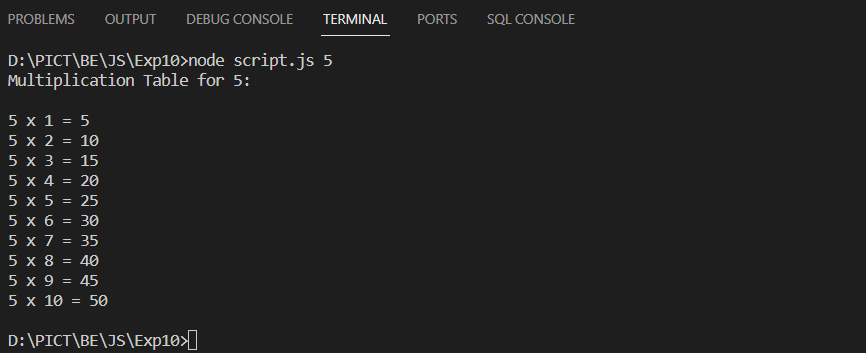 PROBLEMS OUTPUT DEBUG CONSOLE TERMINAL PORTS SQL CONSOLE
D:\PICT\BE\JS\Exp10>node script.js 5
Multiplication Table for 5:
5 x 1 = 5
5 x 2 = 10
5 x 3 = 15
5 x 4 = 20
5 x 5 = 25
5 x 6 = 30
5 x 7 = 35
5 x 8 = 40
5 x 9 = 45
5 x 10 = 50
D:\PICT\BE\JS\Exp10>